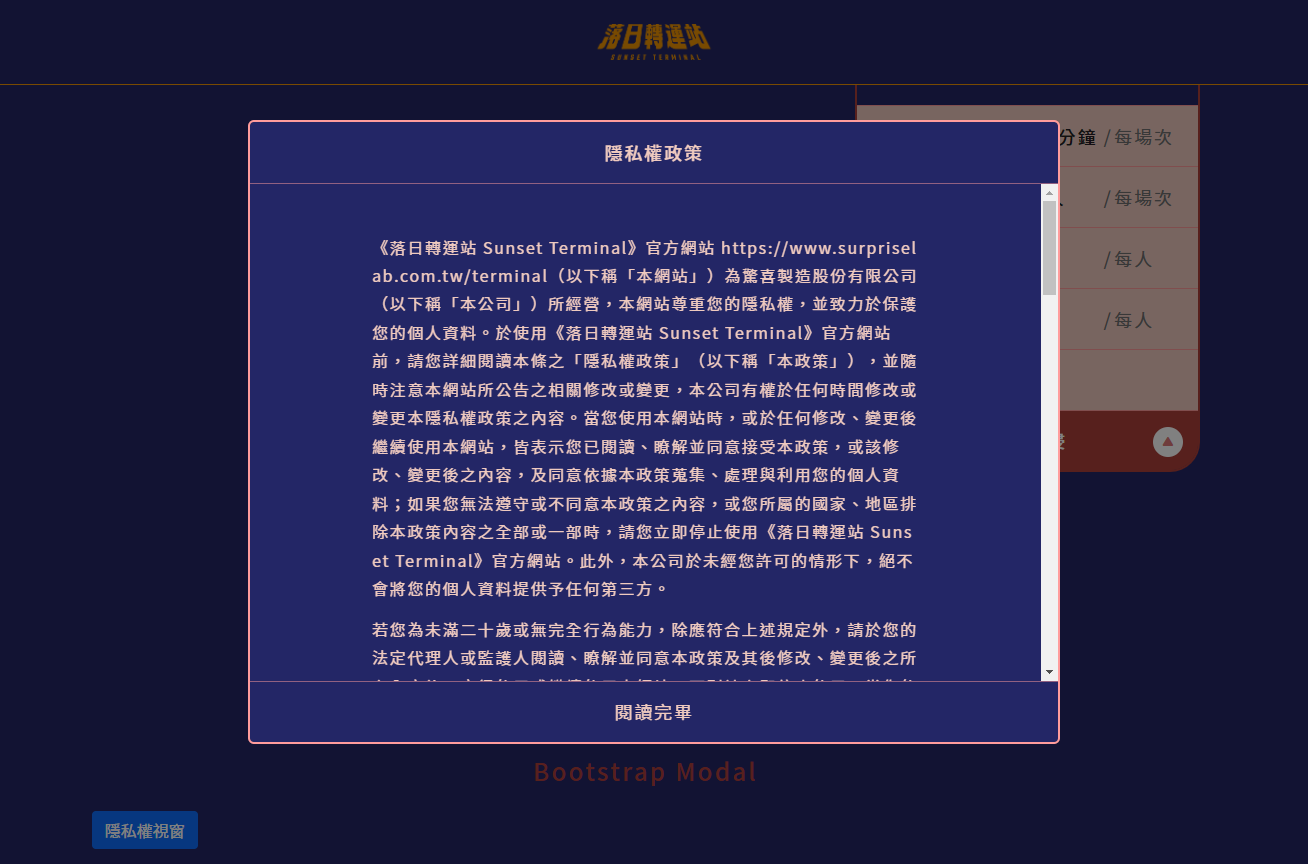 落日轉運站
SUNSET TERMINAL
分鐘 /每場次
/每場次
/每人
/每人
隱私權政策
《落日轉運站 Sunset Terminal》官方網站 https://www.surprisel
ab.com.tw/terminal（以下稱「本網站」）為驚喜製造股份有限公司
（以下稱「本公司」）所經營，本網站尊重您的隱私權，並致力於保護
您的個人資料。於使用《落日轉運站 Sunset Terminal》官方網站
前，請您詳細閱讀本條之「隱私權政策」（以下稱「本政策」），並隨
時注意本網站所公告之相關修改或變更，本公司有權於任何時間修改或
變更本隱私權政策之內容。當您使用本網站時，或於任何修改、變更後
繼續使用本網站，皆表示您已閱讀、瞭解並同意接受本政策，或該修
改、變更後之內容，及同意依據本政策蒐集、處理與利用您的個人資
料；如果您無法遵守或不同意本政策之內容，或您所屬的國家、地區排
除本政策內容之全部或一部時，請您立即停止使用《落日轉運站 Suns
et Terminal》官方網站。此外，本公司於未經您許可的情形下，絕不
會將您的個人資料提供予任何第三方。
若您為未滿二十歲或無完全行為能力，除應符合上述規定外，請於您的
法定代理人或監護人閱讀、瞭解並同意本政策及其後修改、變更後之所
閱讀完畢
Bootstrap Modal
隱私權視窗